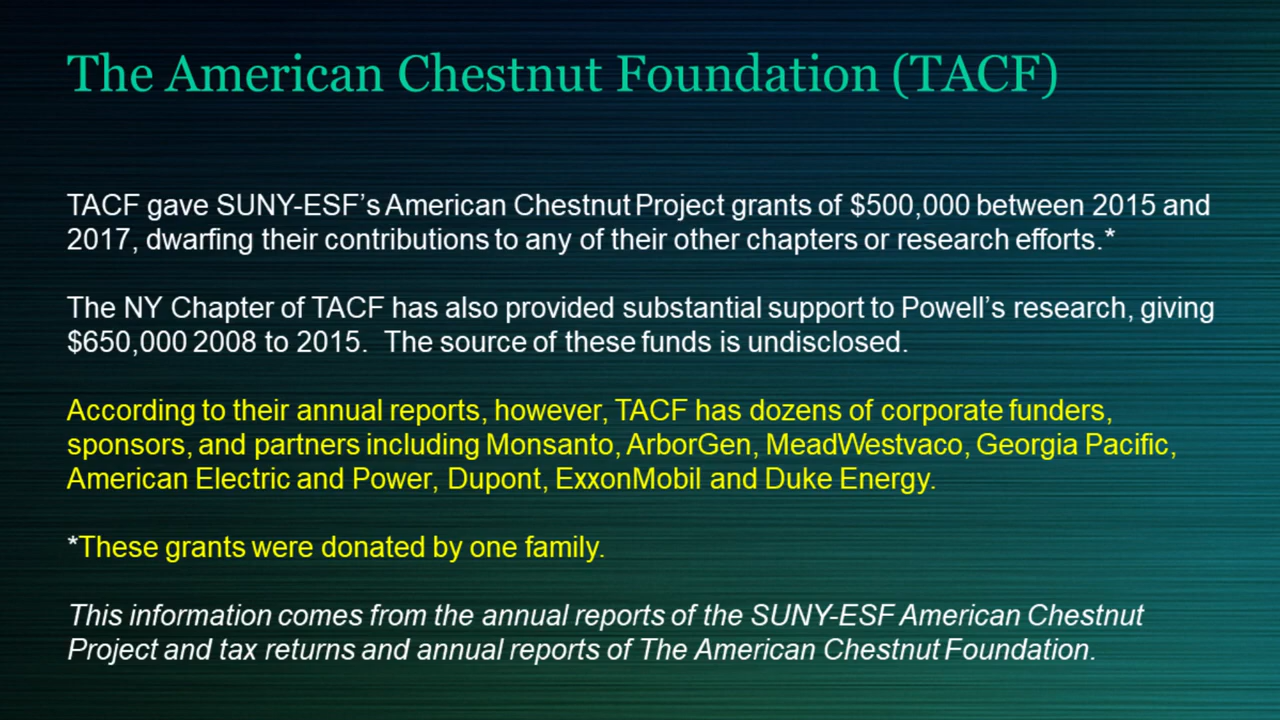 The American Chestnut Foundation (TACF)
TACF gave SUNY-ESF’s American Chestnut Project grants of $500,000 between 2015 and
2017, dwarfing their contributions to any of their other chapters or research efforts.*
The NY Chapter of TACF has also provided substantial support to Powell’s research, giving
$650,000 2008 to 2015.  The source of these funds is undisclosed.
According to their annual reports, however, TACF has dozens of corporate funders,
sponsors, and partners including Monsanto, ArborGen, MeadWestvaco, Georgia Pacific,
American Electric and Power, Dupont, ExxonMobil and Duke Energy.
*These grants were donated by one family.
This information comes from the annual reports of the SUNY-ESF American Chestnut
Project and tax returns and annual reports of The American Chestnut Foundation.